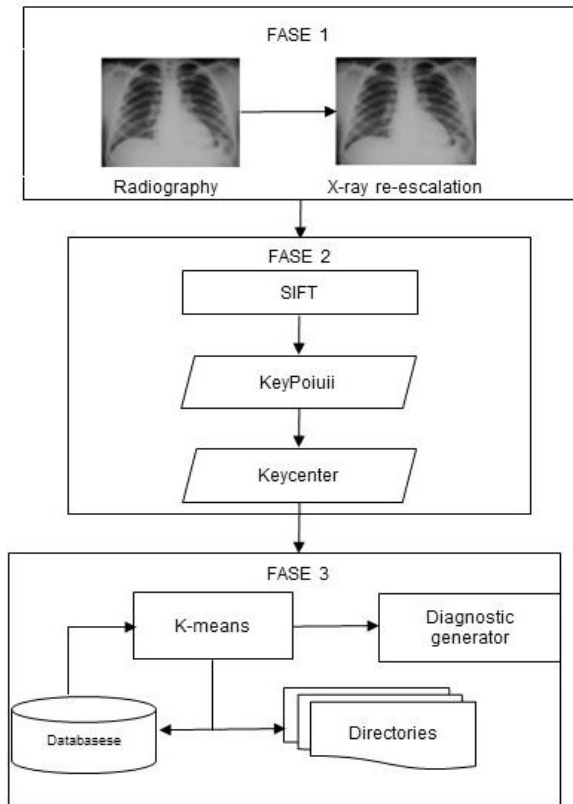 FASE 1
Radiography
X-ray re-escalation
FASE 2
SIFT
KeyPoiuii
Keycenter
FASE 3
K-means
Diagnostic
generator
Databasese
Directories